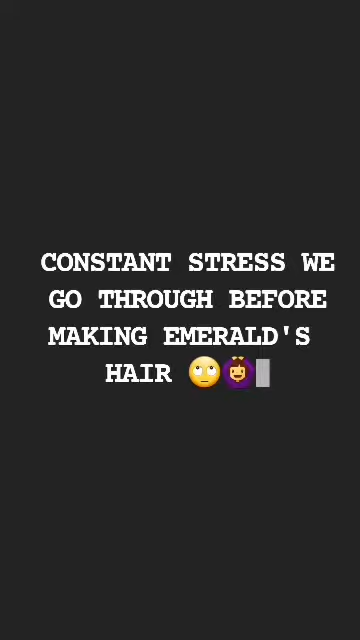 CONSTANT STRESS WE
GO THROUGH BEFORE
MAKING EMERALD'S
HAIR 🙄🙆